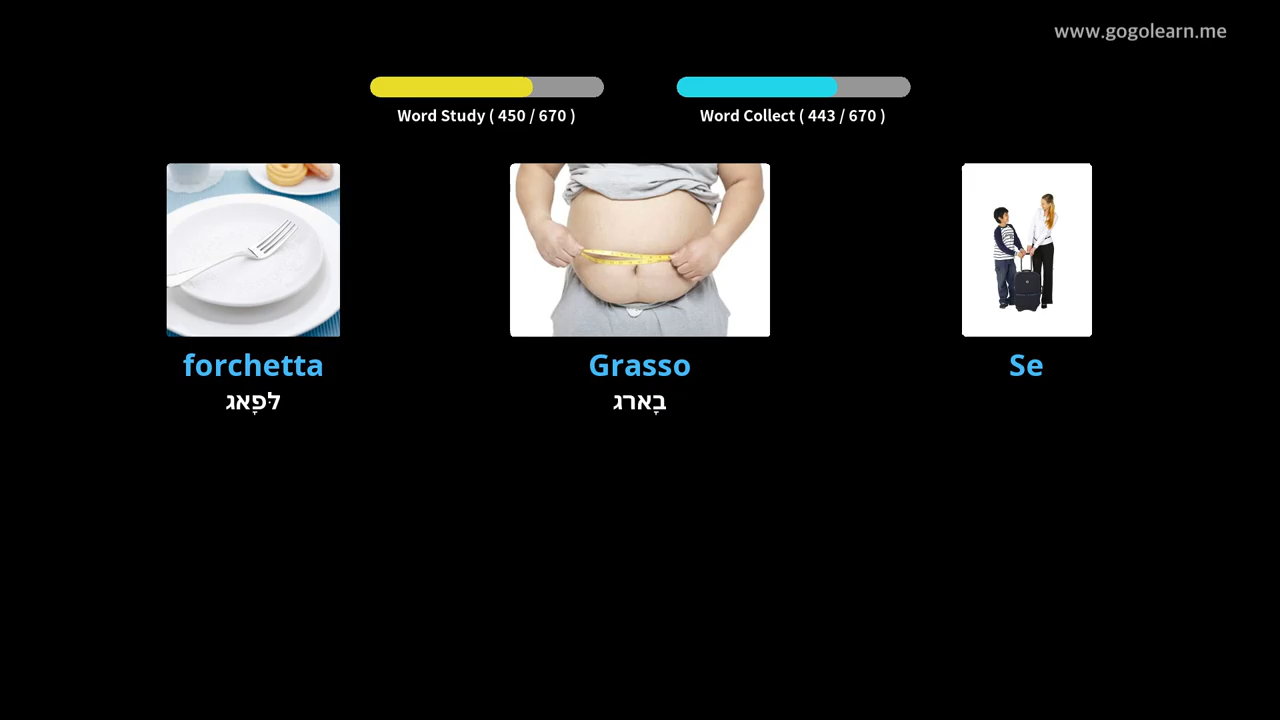 www.gogolearn.me
Word Study ( 450 / 670 )
Word Collect ( 443 / 670 )
forchetta
לּפָאג
Grasso
בָארג
Se